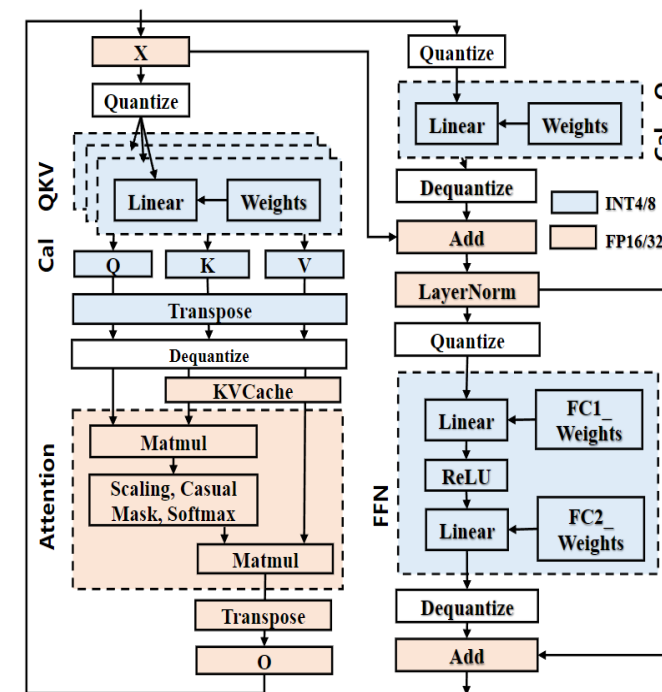 X
Quantize
Cal QKV
Linear
Weights
Q
K
V
Transpose
Dequantize
KVCache
Attention
Matmul
Scaling, Casual
Mask, Softmax
Matmul
Transpose
O
Quantize
Linear
Weights
Cal
Dequantize
INT4/8
FP16/32
Add
LayerNorm
Quantize
FFN
Linear
FC1_
Weights
ReLU
Linear
FC2_
Weights
Dequantize
Add